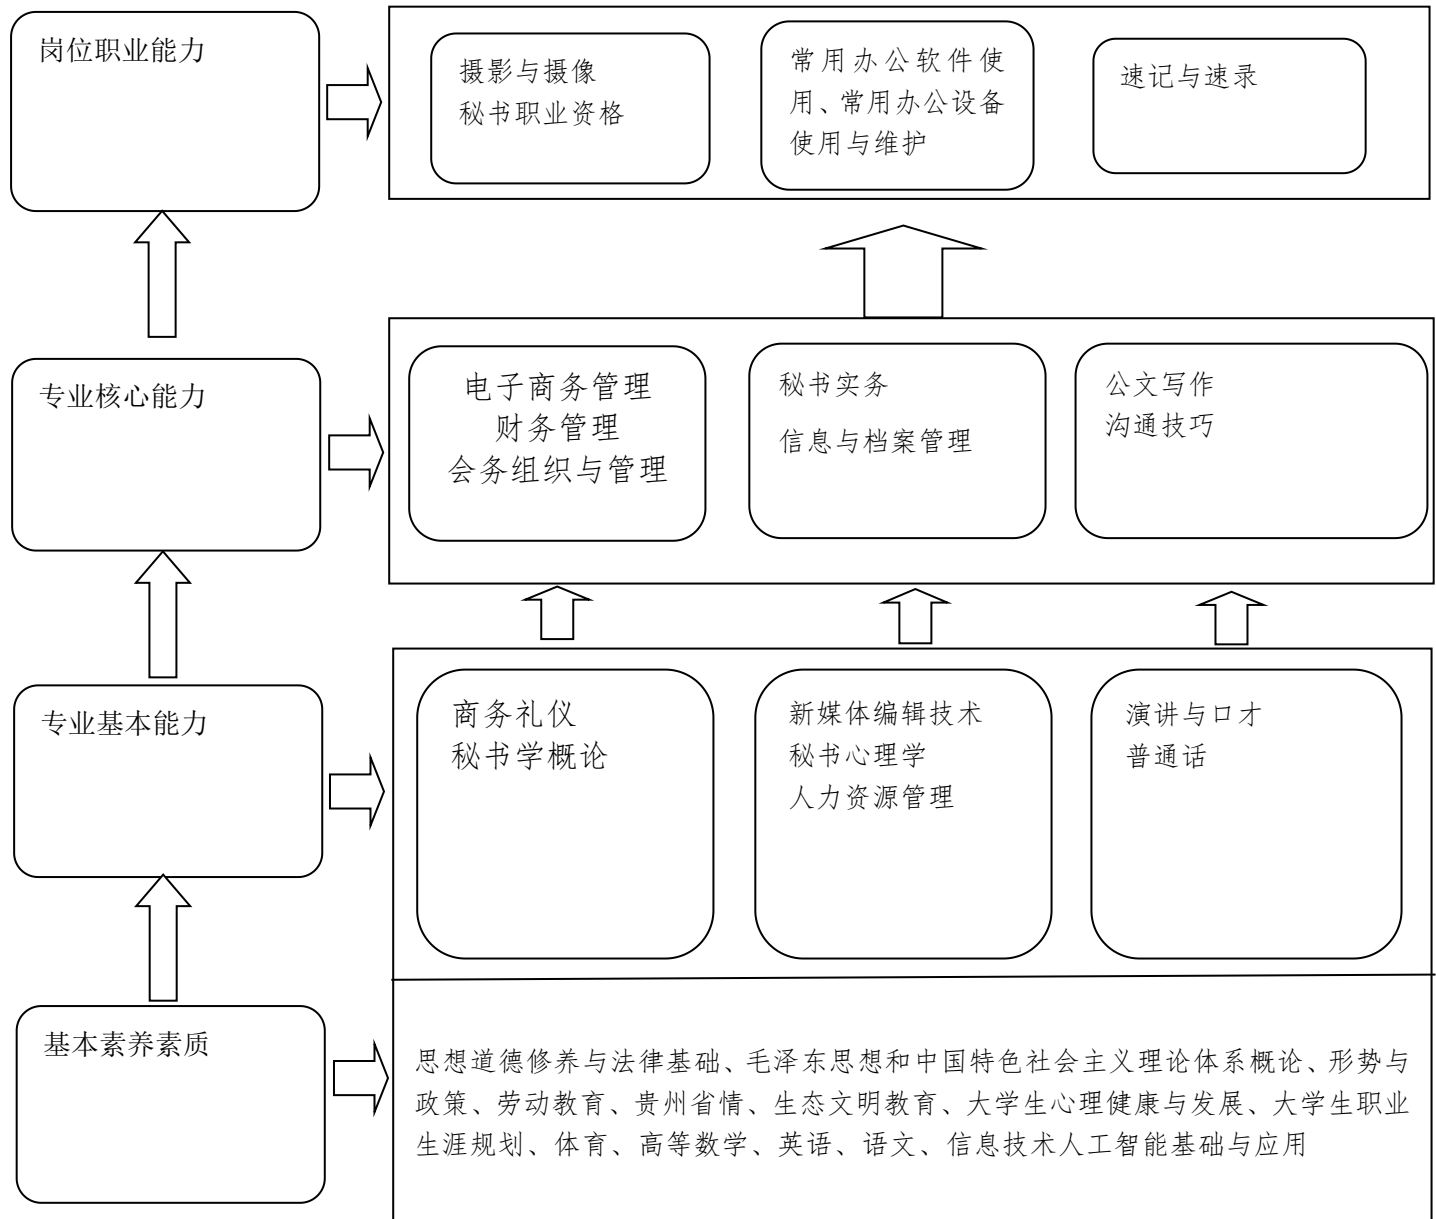 岗位职业能力
摄影与摄像
秘书职业资格
常用办公软件使
用、常用办公设备
使用与维护
速记与速录
专业核心能力
电子商务管理
财务管理
会务组织与管理
秘书实务
信息与档案管理
公文写作
沟通技巧
专业基本能力
商务礼仪
秘书学概论
新媒体编辑技术
秘书心理学
人力资源管理
演讲与口才
普通话
基本素养素质
思想道德修养与法律基础、毛泽东思想和中国特色社会主义理论体系概论、形势与
政策、劳动教育、贵州省情、生态文明教育、大学生心理健康与发展、大学生职业
生涯规划、体育、高等数学、英语、语文、信息技术人工智能基础与应用